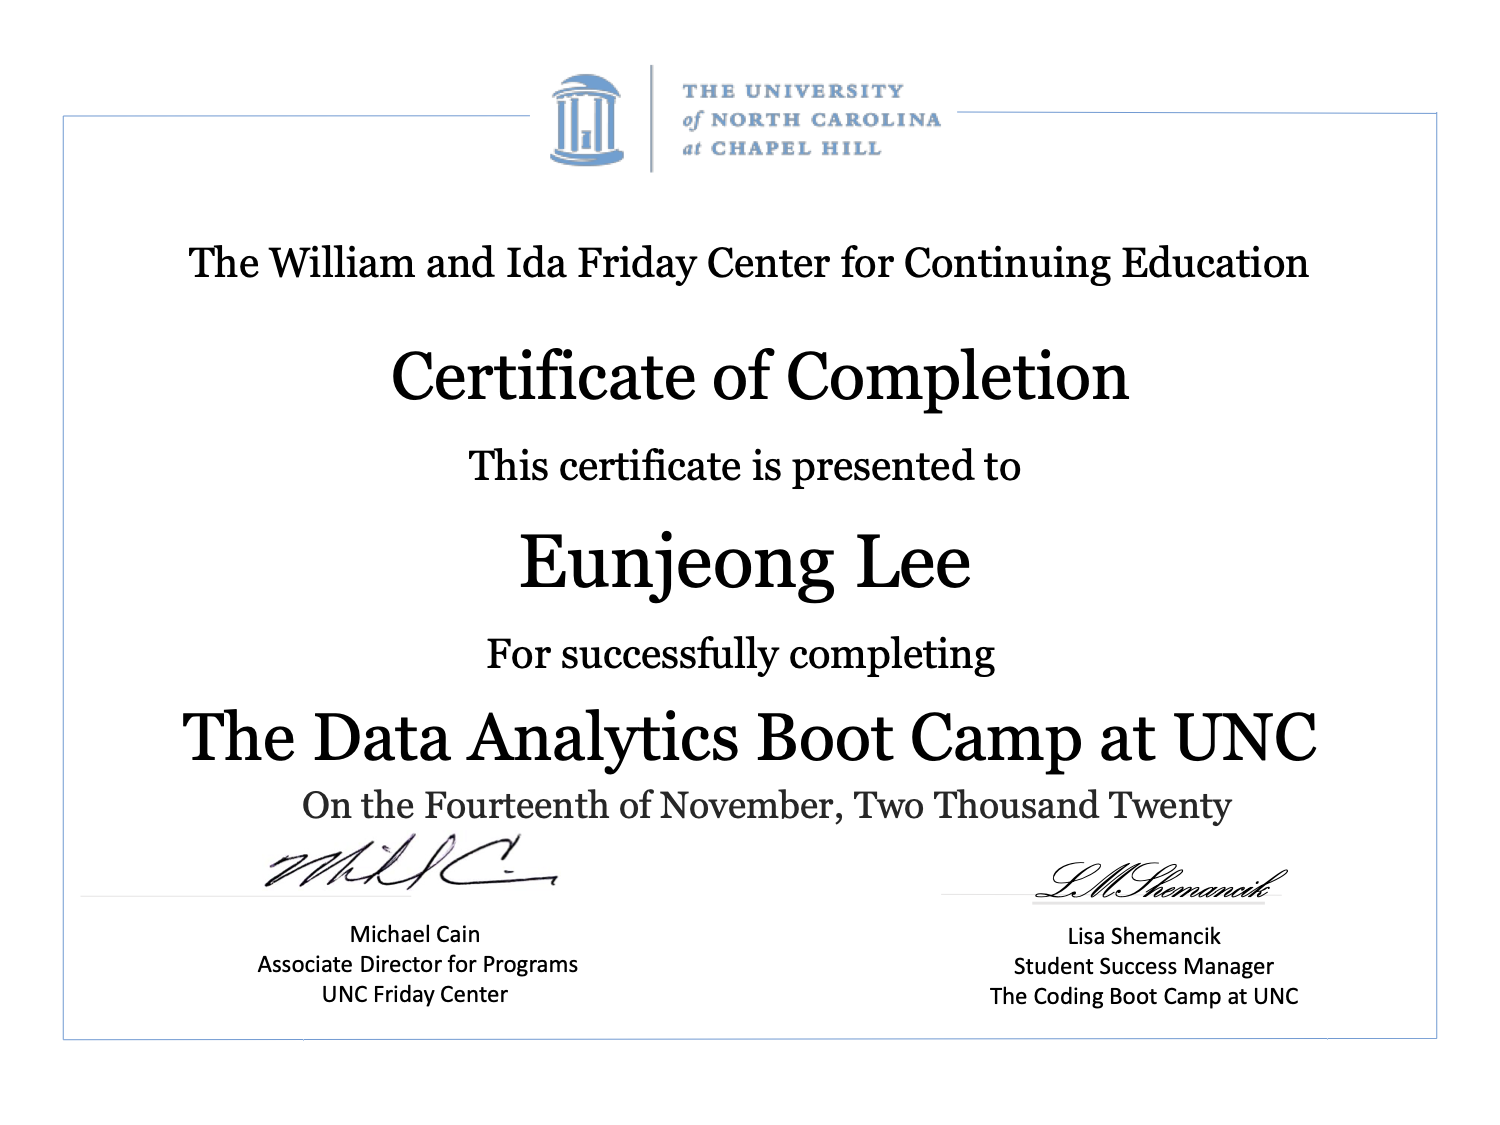 THE UNIVERSITY
of NORTH CAROLINA
at CHAPEL HILL
The William and Ida Friday Center for Continuing Education
Certificate of Completion
This certificate is presented to
Eunjeong Lee
For successfully completing
The Data Analytics Boot Camp at UNC
On the Fourteenth of November, Two Thousand Twenty
LMShemancik
Michael Cain
Associate Director for Programs
UNC Friday Center
Lisa Shemancik
Student Success Manager
The Coding Boot Camp at UNC